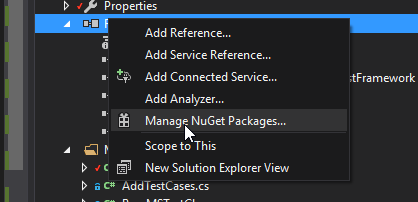 Properties
Add Reference...
Add Service Reference...
Add Connected Service...
estFramework
Add Analyzer...
Manage NuGet Packages...
Scope to This
New Solution Explorer View
C# AddTestCases.cs
C#